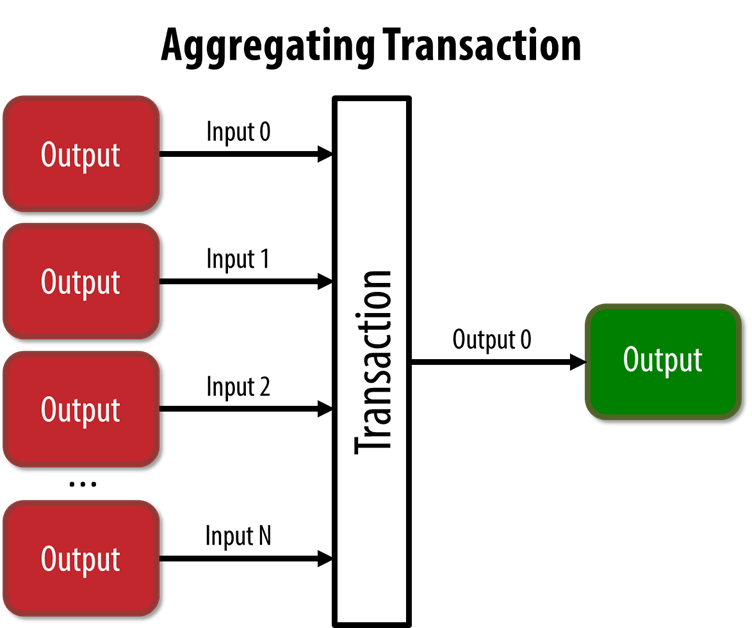 Aggregating Transaction
Output
Input 0
Output
Input 1
Output
Input 2
...
Output
Input N
Transaction
Output 0
Output